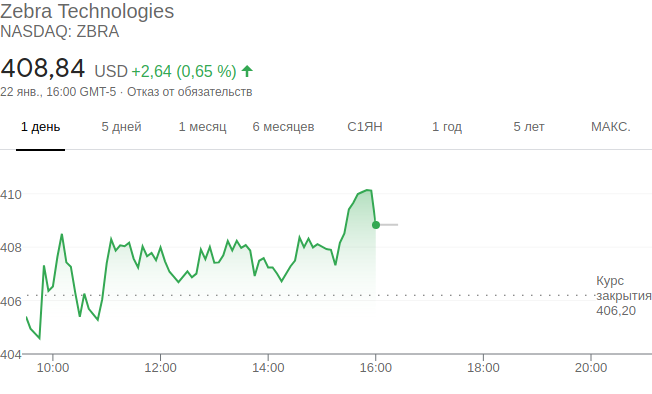 Zebra Technologies
NASDAQ: ZBRA
408,84 USD +2,64 (0,65 %)
22 янв., 16:00 GMT-5 · Отказ от обязательств
1 день 5 дней 1 месяц 6 месяцев С1ЯН 1 год 5 лет МАКС.
410
408
406
404
Курс
закрытия
406,20
10:00 12:00 14:00 16:00 18:00 20:00